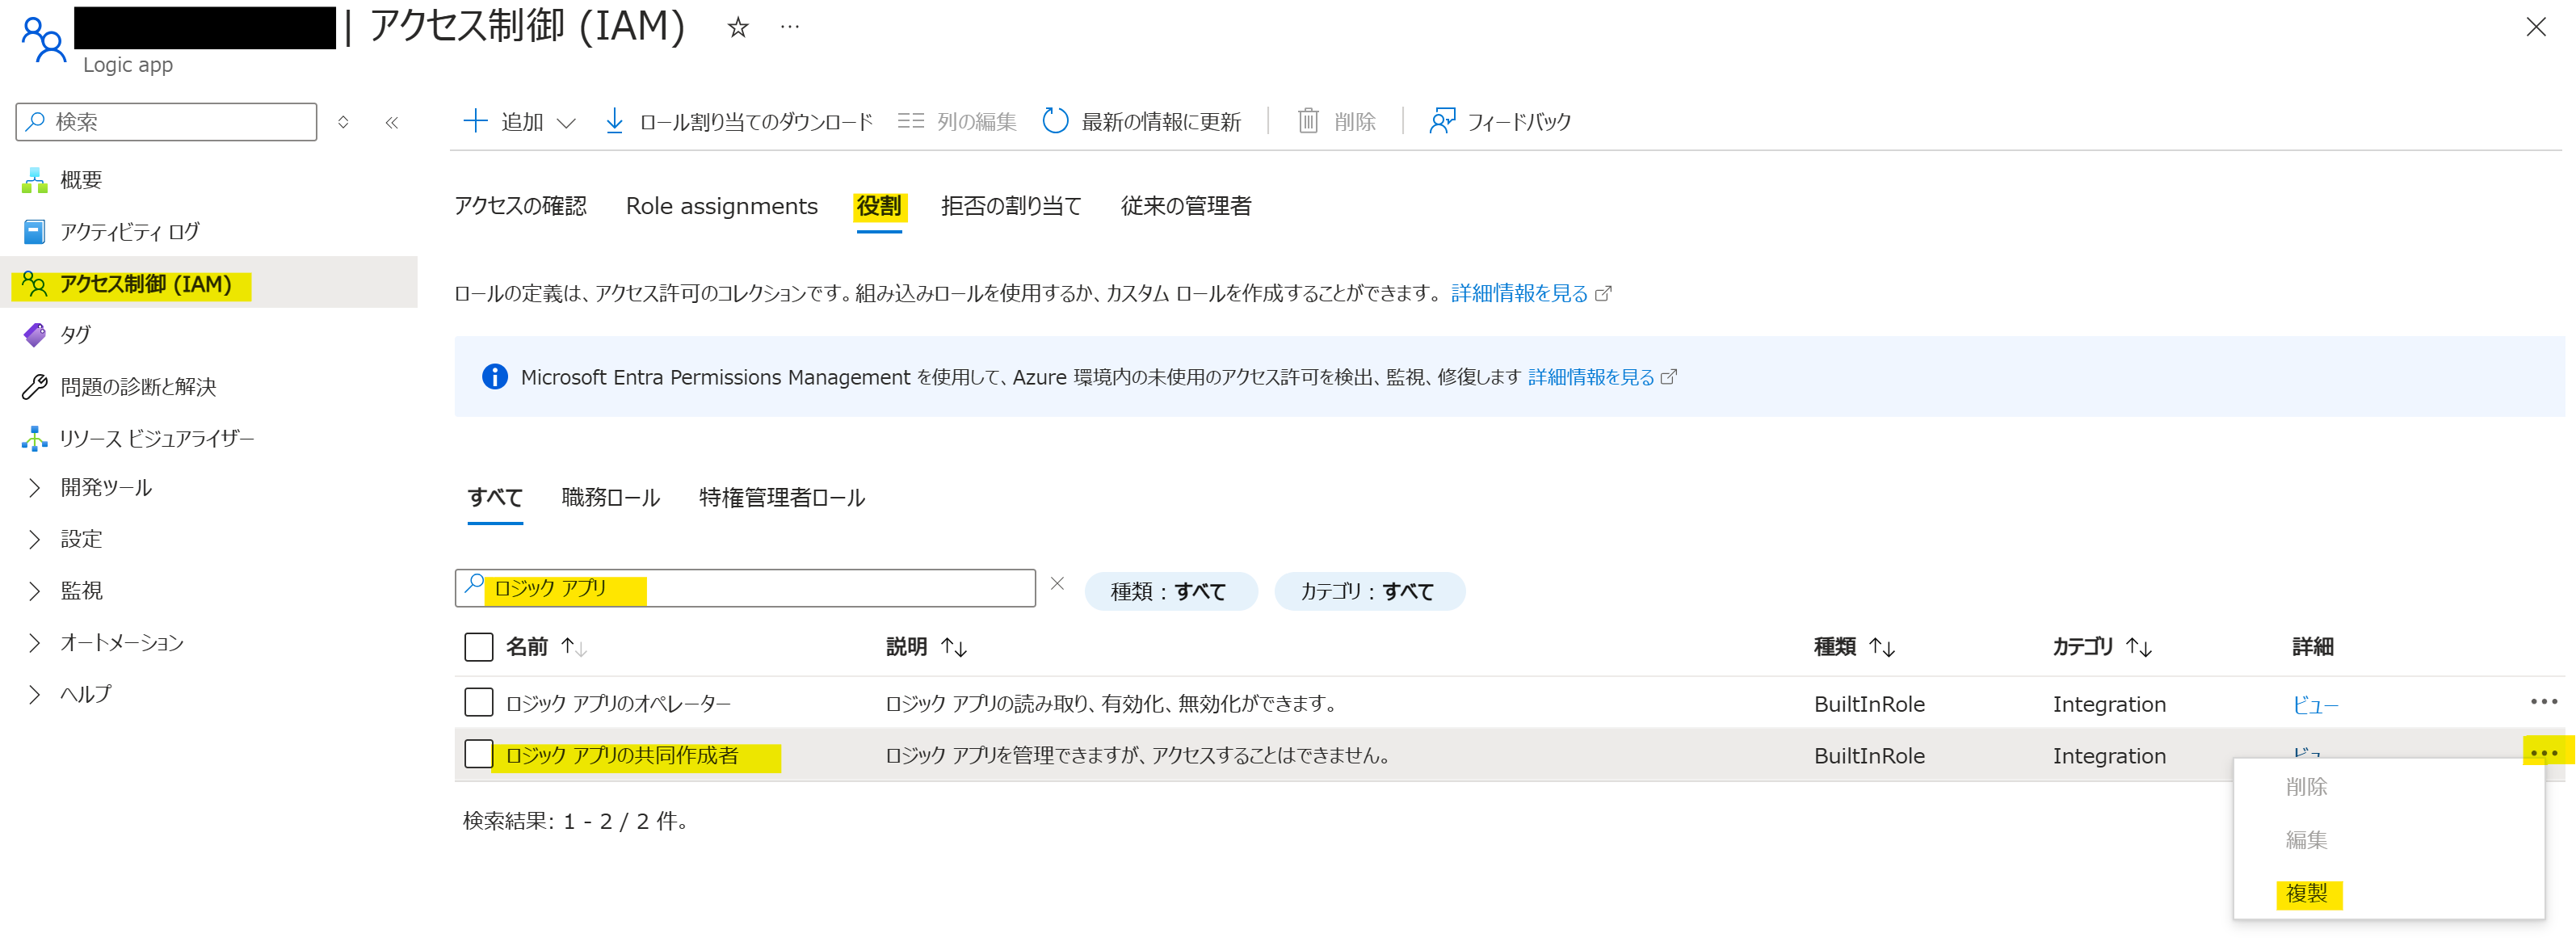 | アクセス制御 (IAM) ☆ …
Logic app
検索
概要
アクティビティ ログ
アクセス制御 (IAM)
タグ
問題の診断と解決
リソース ビジュアライザー
開発ツール
設定
監視
オートメーション
ヘルプ
追加 ロール割り当てのダウンロード 列の編集 最新の情報に更新 削除 フィードバック
アクセスの確認 Role assignments 役割 拒否の割り当て 従来の管理者
ロールの定義は、アクセス許可のコレクションです。組み込みロールを使用するか、カスタム ロールを作成することができます。 詳細情報を見る
Microsoft Entra Permissions Management を使用して、Azure 環境内の未使用のアクセス許可を検出、監視、修復します 詳細情報を見る
すべて 職務ロール 特権管理者ロール
ロジック アプリ 種類 : すべて カテゴリ : すべて
名前 ↑↓ 説明 ↑↓ 種類 ↑↓ カテゴリ ↑↓ 詳細
ロジック アプリのオペレーター ロジック アプリの読み取り、有効化、無効化ができます。 BuiltInRole Integration ビュー
ロジック アプリの共同作成者 ロジック アプリを管理できますが、アクセスすることはできません。 BuiltInRole Integration
削除
編集
複製
検索結果: 1 - 2 / 2 件。